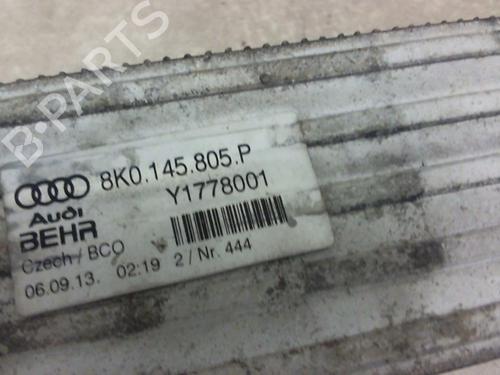 B-PARTS
8K0.145.805.P
Audi
Y1778001
BEHR
Czech / BCO
06.09.13. 02:19 2 / Nr. 444